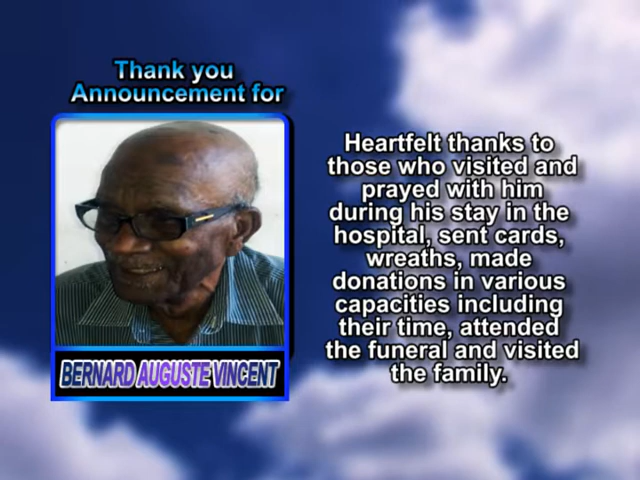 Thank you
Announcement for
BERNARD AUGUSTE VINCENT
Heartfelt thanks to
those who visited and
prayed with him
during his stay in the
hospital, sent cards,
wreaths, made
donations in various
capacities including
their time, attended
the funeral and visited
the family.